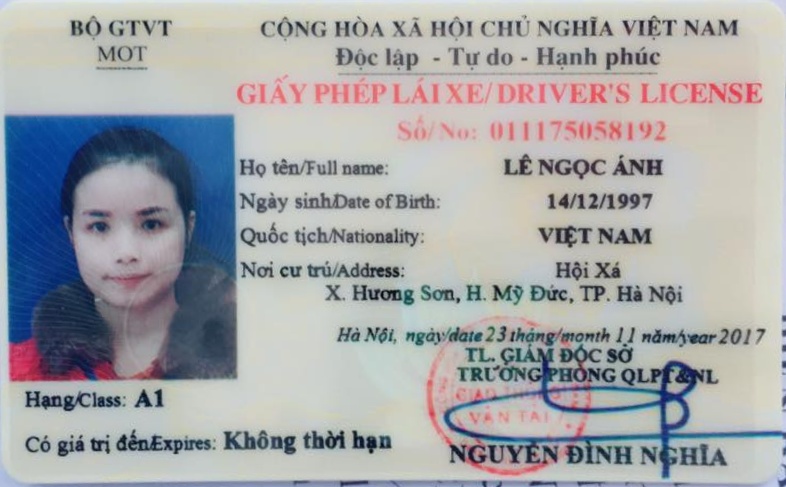 BỘ GTVT
MOT
CỘNG HÒA XÃ HỘI CHỦ NGHĨA VIỆT NAM
Độc lập - Tự do - Hạnh phúc
GIẤY PHÉP LÁI XE/ DRIVER'S LICENSE
Số/No: 011175058192
Họ tên/Full name: LÊ NGỌC ÁNH
Ngày sinh/Date of Birth: 14/12/1997
Quốc tịch/Nationality: VIỆT NAM
Nơi cư trú/Address: Hội Xá
X. Hương Sơn, H. Mỹ Đức, TP. Hà Nội
Hà Nội, ngày/date 23 tháng/month 11 năm/year 2017
TL. GIÁM ĐỐC SỞ
TRƯỞNG PHÒNG QLPT&NL
GIAO THÔNG
VẬN TẢI
NGUYỄN ĐÌNH NGHĨA
Hạng/Class: A1
Có giá trị đến/Expires: Không thời hạn